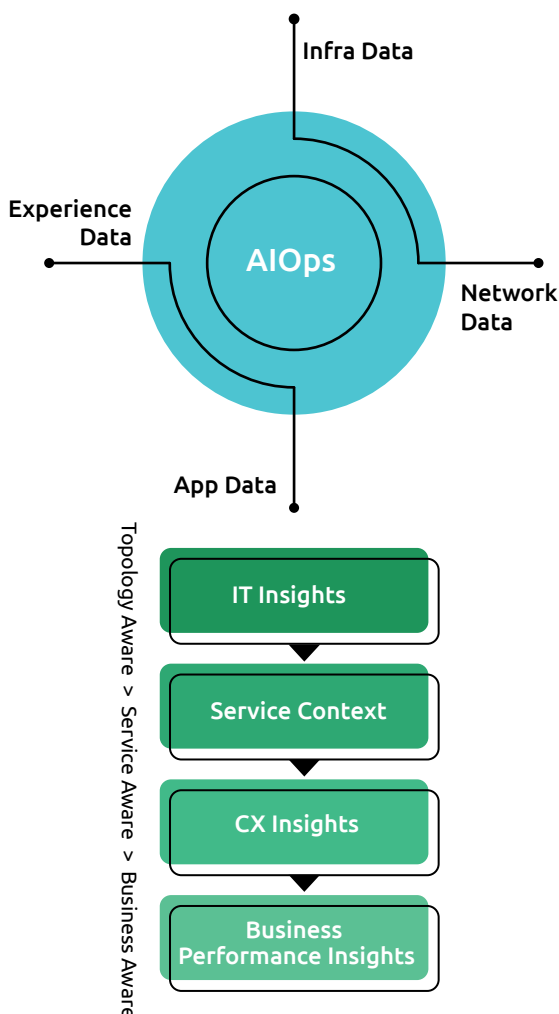 Infra Data
Experience
Data
AIOps
Network
Data
App Data
Topology Aware > Service Aware > Business Aware
IT Insights
Service Context
CX Insights
Business
Performance Insights